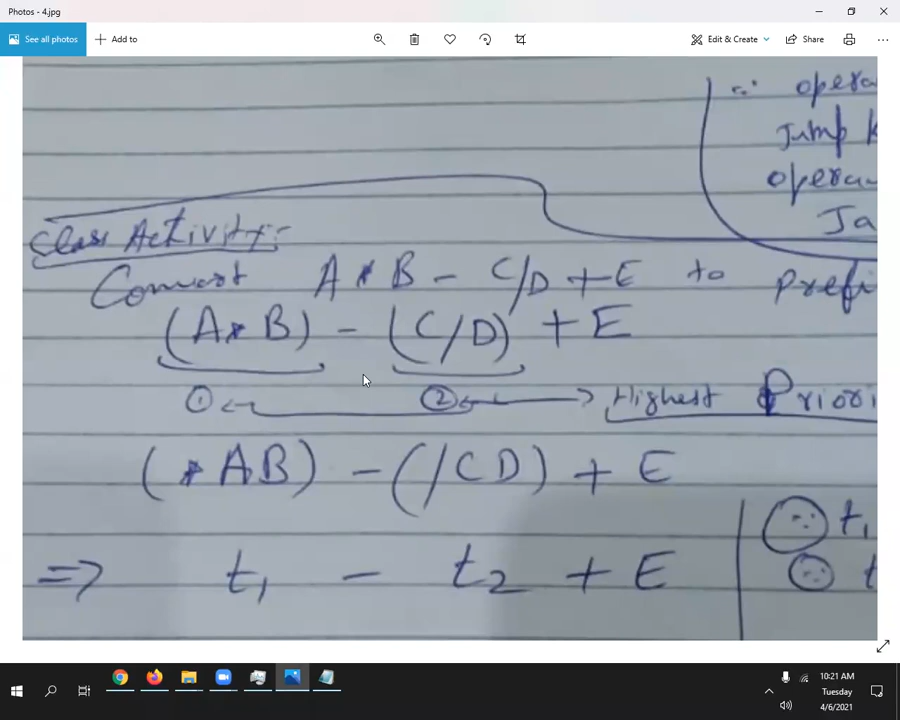 Photos - 4.jpg
See all photos
Add to
Edit & Create
Share
∵ opera
Jump
opera
Ja
Class Activity:-
Convert A * B - C/D + E to prefi
(A * B) - (C/D) + E
① ② Highest Priori
(* AB) - (/CD) + E
=> t1 - t2 + E
t1
t
10:21 AM
Tuesday
4/6/2021